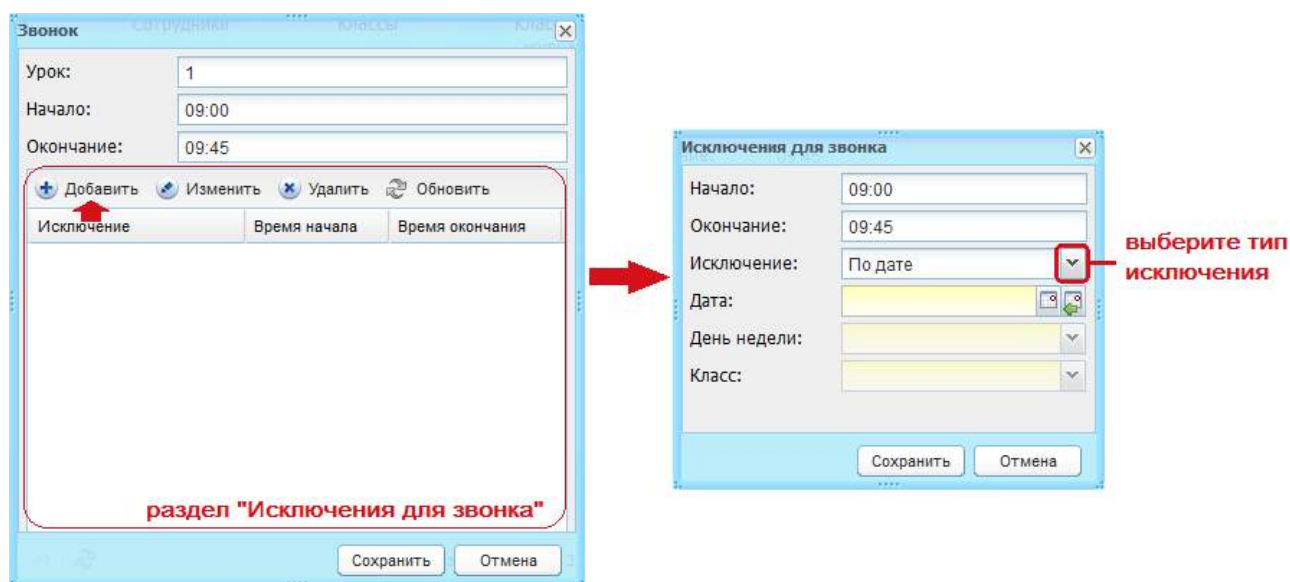 Звонок
Сотрудники Классы
Урок: 1
Начало: 09:00
Окончание: 09:45
Добавить Изменить Удалить Обновить
Исключение Время начала Время окончания
раздел "Исключения для звонка"
Сохранить Отмена
Исключения для звонка
Начало: 09:00
Окончание: 09:45
Исключение: По дате
Дата:
День недели:
Класс:
Сохранить Отмена
выберите тип
исключения